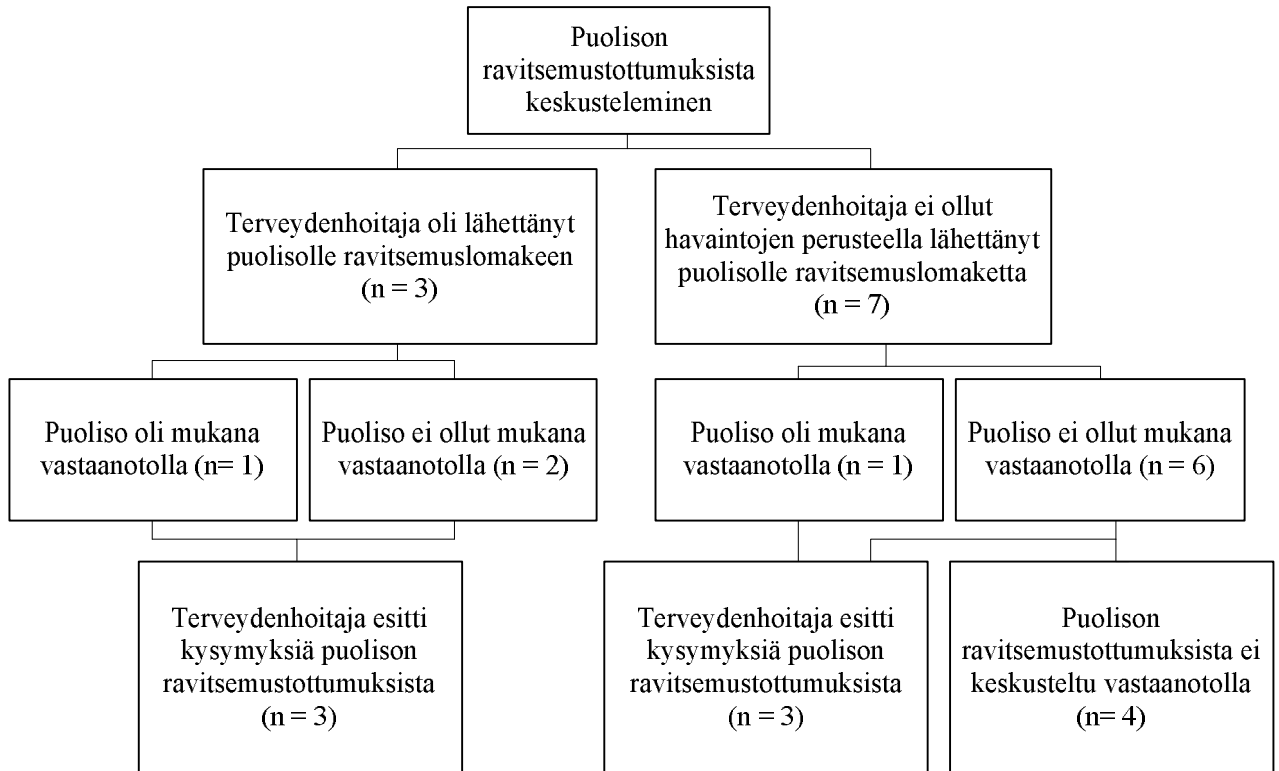 Puolison
ravitsemustottumuksista
keskusteleminen
Terveydenhoitaja oli lähettänyt
puolisolle ravitsemuslomakeen
(n = 3)
Terveydenhoitaja ei ollut
havaintojen perusteella lähettänyt
puolisolle ravitsemuslomaketta
(n = 7)
Puoliso oli mukana
vastaanotolla (n= 1)
Puoliso ei ollut mukana
vastaanotolla (n = 2)
Puoliso oli mukana
vastaanotolla (n = 1)
Puoliso ei ollut mukana
vastaanotolla (n = 6)
Terveydenhoitaja esitti
kysymyksiä puolison
ravitsemustottumuksista
(n = 3)
Terveydenhoitaja esitti
kysymyksiä puolison
ravitsemustottumuksista
(n = 3)
Puolison
ravitsemustottumuksista ei
keskusteltu vastaanotolla
(n= 4)